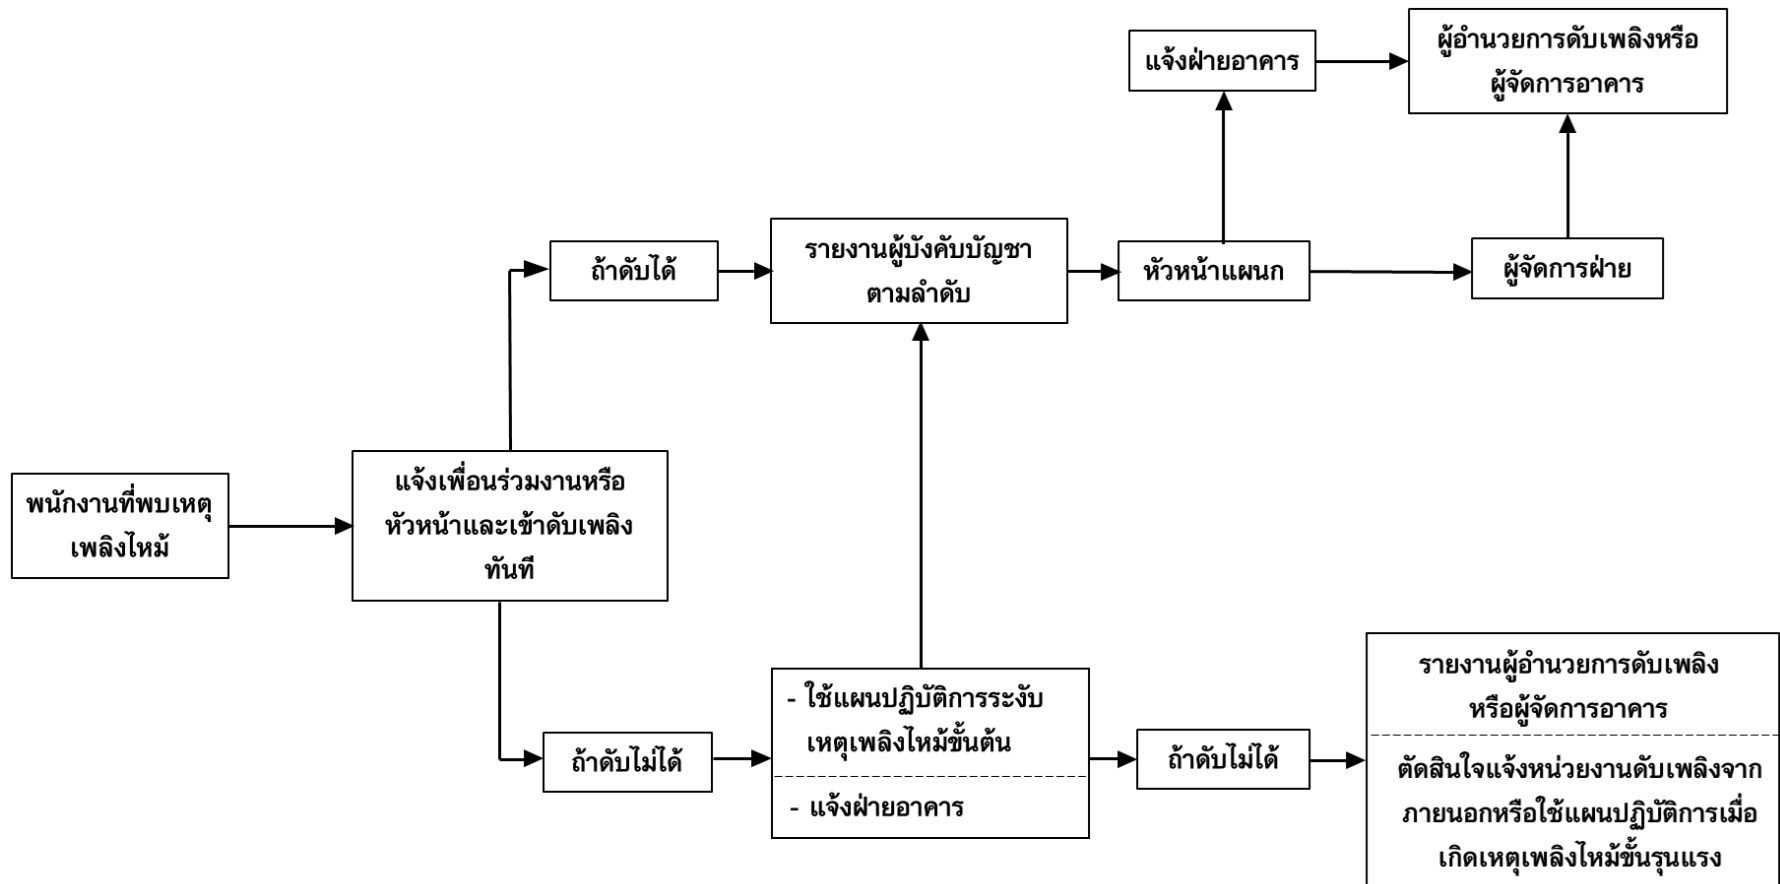 แจ้งฝ่ายอาคาร
ผู้อำนวยการดับเพลิงหรือ
ผู้จัดการอาคาร
ถ้าดับได้
รายงานผู้บังคับบัญชา
ตามลำดับ
หัวหน้าแผนก
ผู้จัดการฝ่าย
พนักงานที่พบเหตุ
เพลิงไหม้
แจ้งเพื่อนร่วมงานหรือ
หัวหน้าและเข้าดับเพลิง
ทันที
ถ้าดับไม่ได้
- ใช้แผนปฏิบัติการระงับ
เหตุเพลิงไหม้ขั้นต้น
- แจ้งฝ่ายอาคาร
ถ้าดับไม่ได้
รายงานผู้อำนวยการดับเพลิง
หรือผู้จัดการอาคาร
ตัดสินใจแจ้งหน่วยงานดับเพลิงจาก
ภายนอกหรือใช้แผนปฏิบัติการเมื่อ
เกิดเหตุเพลิงไหม้ขั้นรุนแรง